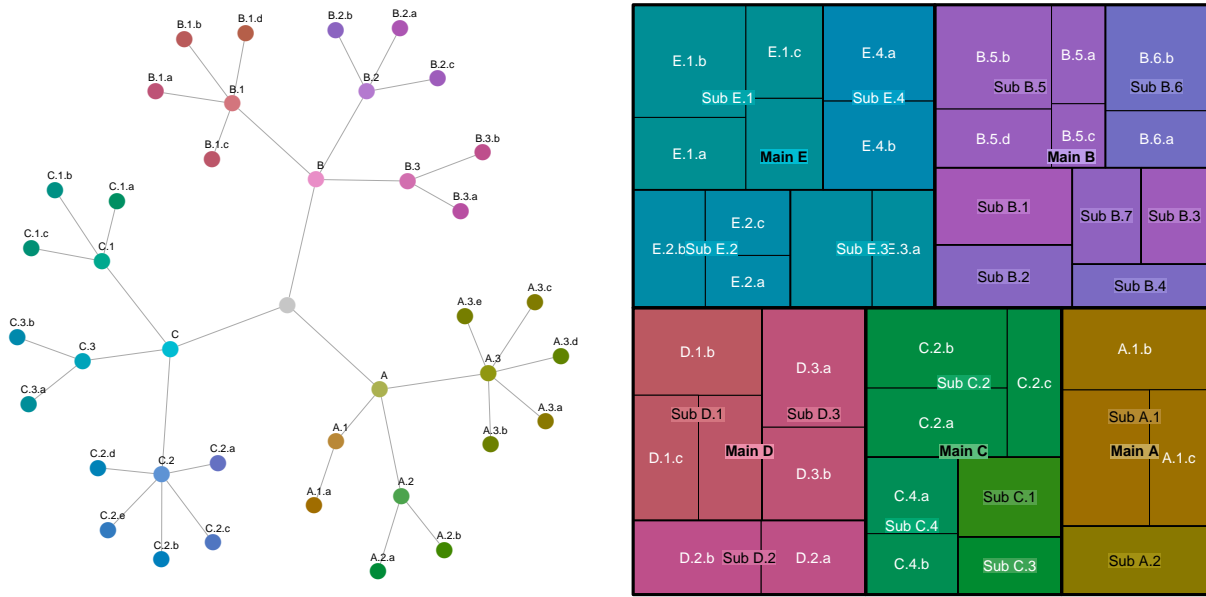 B.1.b
B.1.d
B.1.a
B.1
B.1.c
B.2.b
B.2.a
B.2.c
B.2
B
B.3
B.3.b
B.3.a
C.1.b
C.1.a
C.1.c
C.1
C.3.b
C.3
C
C.3.a
C.2.d
C.2
C.2.a
C.2.e
C.2.b
C.2.c
A
A.3.e
A.3.c
A.3.d
A.3
A.3.a
A.3.b
A.1
A.1.a
A.2
A.2.b
A.2.a
E.1.b
E.1.c
Sub E.1
E.1.a
Main E
E.4.a
Sub E.4
E.4.b
E.2.b
Sub E.2
E.2.c
E.2.a
Sub E.3
E.3.a
B.5.b
B.5.a
Sub B.5
B.5.d
B.5.c
Main B
B.6.b
Sub B.6
B.6.a
Sub B.1
Sub B.7
Sub B.3
Sub B.2
Sub B.4
D.1.b
Sub D.1
D.1.c
Main D
D.3.a
Sub D.3
D.3.b
D.2.b
Sub D.2
D.2.a
C.2.b
Sub C.2
C.2.c
C.2.a
Main C
C.4.a
Sub C.4
C.4.b
Sub C.1
Sub C.3
A.1.b
Sub A.1
Main A
A.1.c
Sub A.2